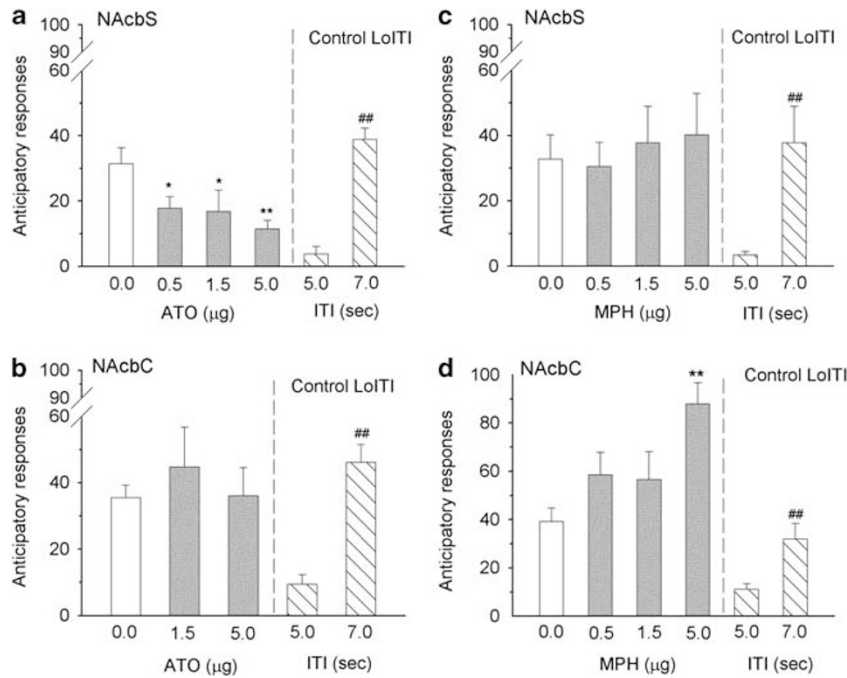 a
NAcbS
Control LoITI
Anticipatory responses
100
90
60
40
20
0
*
*
**
##
0.0 0.5 1.5 5.0 5.0 7.0
ATO (μg) ITI (sec)
c
NAcbS
Control LoITI
Anticipatory responses
100
90
60
40
20
0
##
0.0 0.5 1.5 5.0 5.0 7.0
MPH (μg) ITI (sec)
b
NAcbC
Control LoITI
Anticipatory responses
100
90
60
40
20
0
##
0.0 1.5 5.0 5.0 7.0
ATO (μg) ITI (sec)
d
NAcbC
Control LoITI
Anticipatory responses
100
80
60
40
20
0
**
##
0.0 0.5 1.5 5.0 5.0 7.0
MPH (μg) ITI (sec)